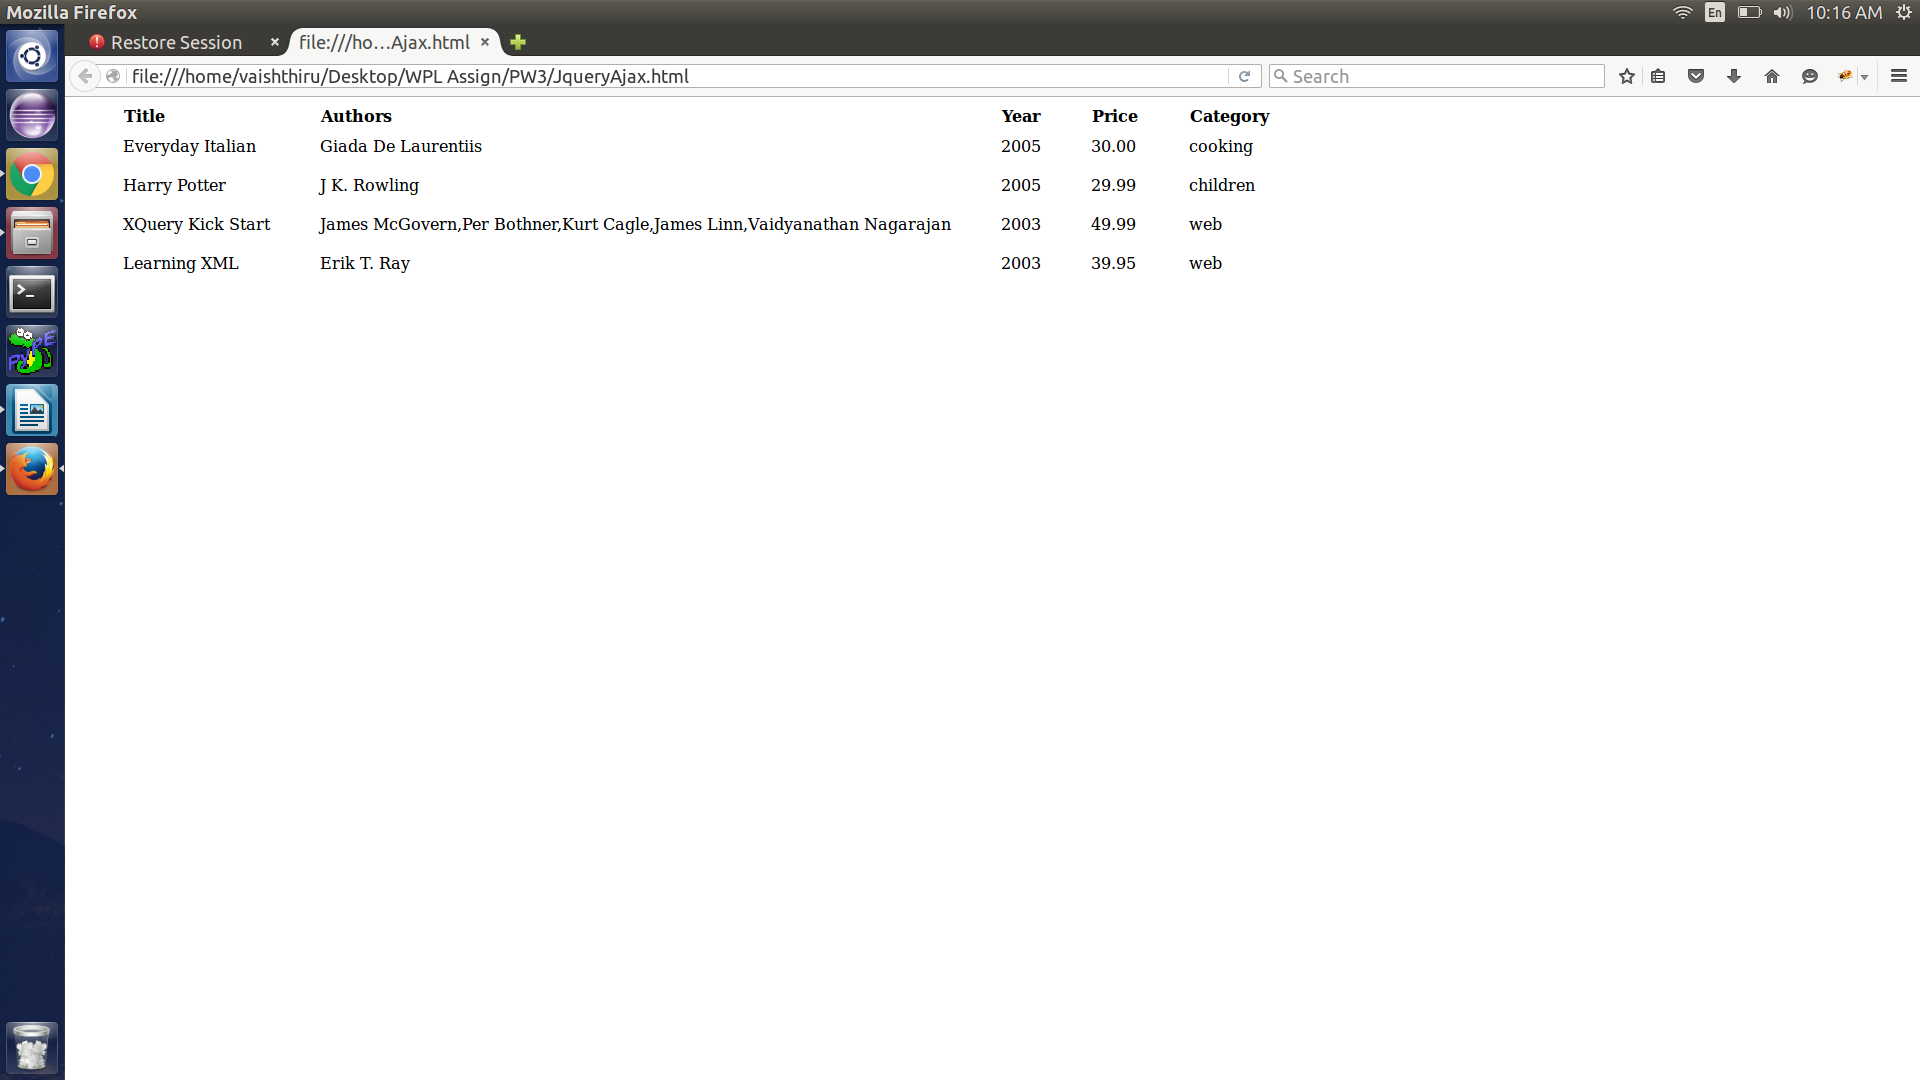 Mozilla Firefox En 10:16 AM
Restore Session file:///ho...Ajax.html
file:///home/vaishthiru/Desktop/WPL Assign/PW3/JqueryAjax.html Search
Title Authors Year Price Category
Everyday Italian Giada De Laurentiis 2005 30.00 cooking
Harry Potter J K. Rowling 2005 29.99 children
XQuery Kick Start James McGovern,Per Bothner,Kurt Cagle,James Linn,Vaidyanathan Nagarajan 2003 49.99 web
Learning XML Erik T. Ray 2003 39.95 web
>_
PyPE